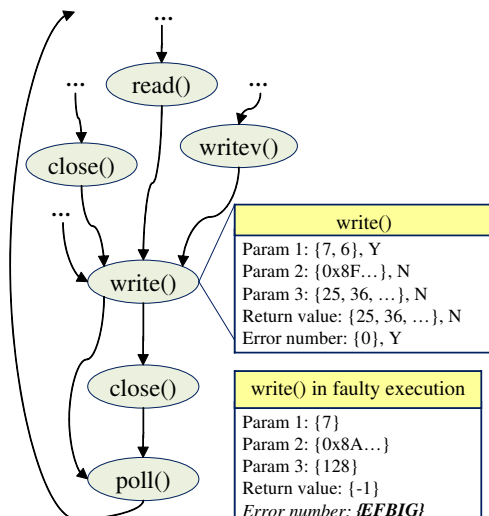 ...
...
read()
...
writev()
close()
...
write()
close()
poll()
write()
Param 1: {7, 6}, Y
Param 2: {0x8F…}, N
Param 3: {25, 36, …}, N
Return value: {25, 36, …}, N
Error number: {0}, Y
write() in faulty execution
Param 1: {7}
Param 2: {0x8A…}
Param 3: {128}
Return value: {-1}
Error number: {EFBIG}